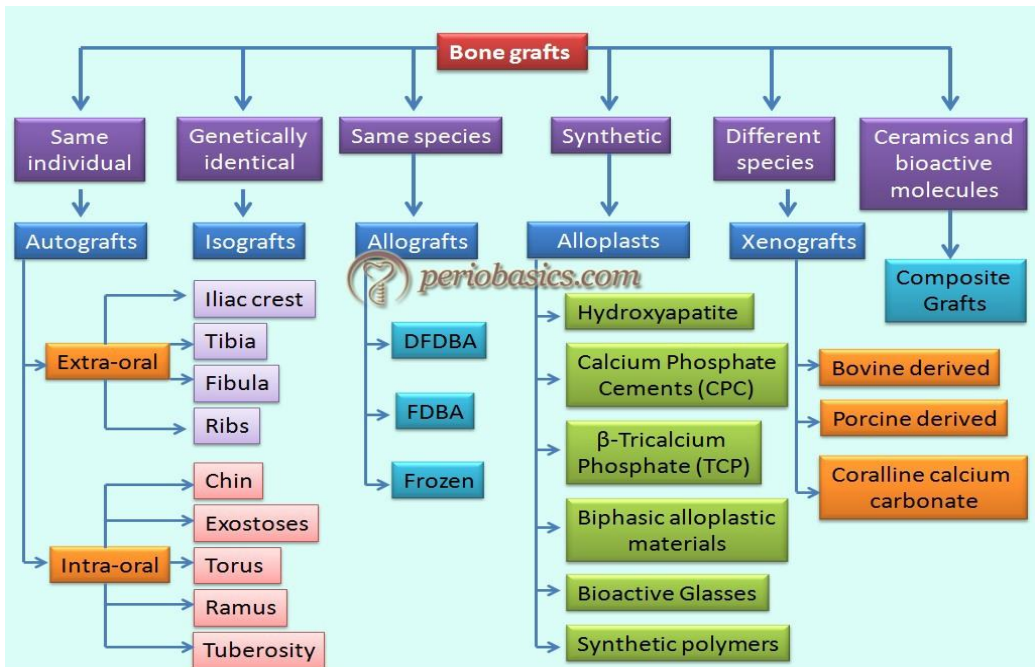 Bone grafts
Same
individual
Genetically
identical
Same species
Synthetic
Different
species
Ceramics and
bioactive
molecules
Autografts
Isografts
Allografts
Alloplasts
Xenografts
Composite
Grafts
periobasics.com
Extra-oral
Iliac crest
Tibia
Fibula
Ribs
Intra-oral
Chin
Exostoses
Torus
Ramus
Tuberosity
DFDBA
FDBA
Frozen
Hydroxyapatite
Calcium Phosphate
Cements (CPC)
β-Tricalcium
Phosphate (TCP)
Biphasic alloplastic
materials
Bioactive Glasses
Synthetic polymers
Bovine derived
Porcine derived
Coralline calcium
carbonate